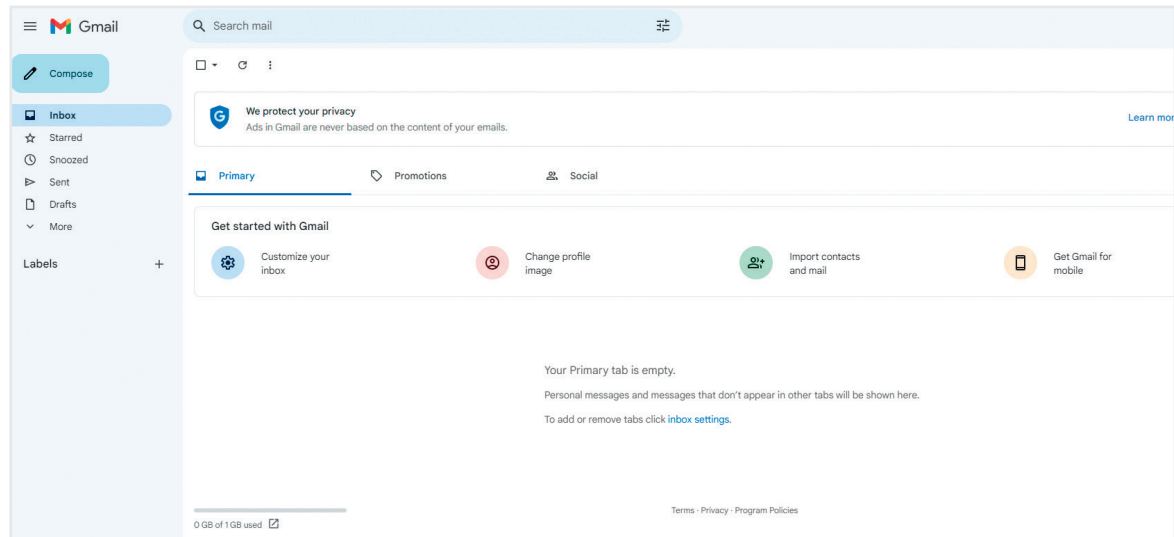 Gmail
Search mail
Compose
Inbox
Starred
Snoozed
Sent
Drafts
More
Labels
We protect your privacy
Ads in Gmail are never based on the content of your emails.
Learn mor
Primary
Promotions
Social
Get started with Gmail
Customize your
inbox
Change profile
image
Import contacts
and mail
Get Gmail for
mobile
Your Primary tab is empty.
Personal messages and messages that don't appear in other tabs will be shown here.
To add or remove tabs click inbox settings.
Terms · Privacy · Program Policies
0 GB of 1 GB used